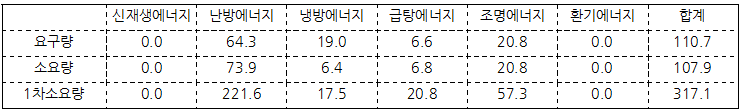 신재생에너지 난방에너지 냉방에너지 급탕에너지 조명에너지 환기에너지 합계
요구량 0.0 64.3 19.0 6.6 20.8 0.0 110.7
소요량 0.0 73.9 6.4 6.8 20.8 0.0 107.9
1차소요량 0.0 221.6 17.5 20.8 57.3 0.0 317.1